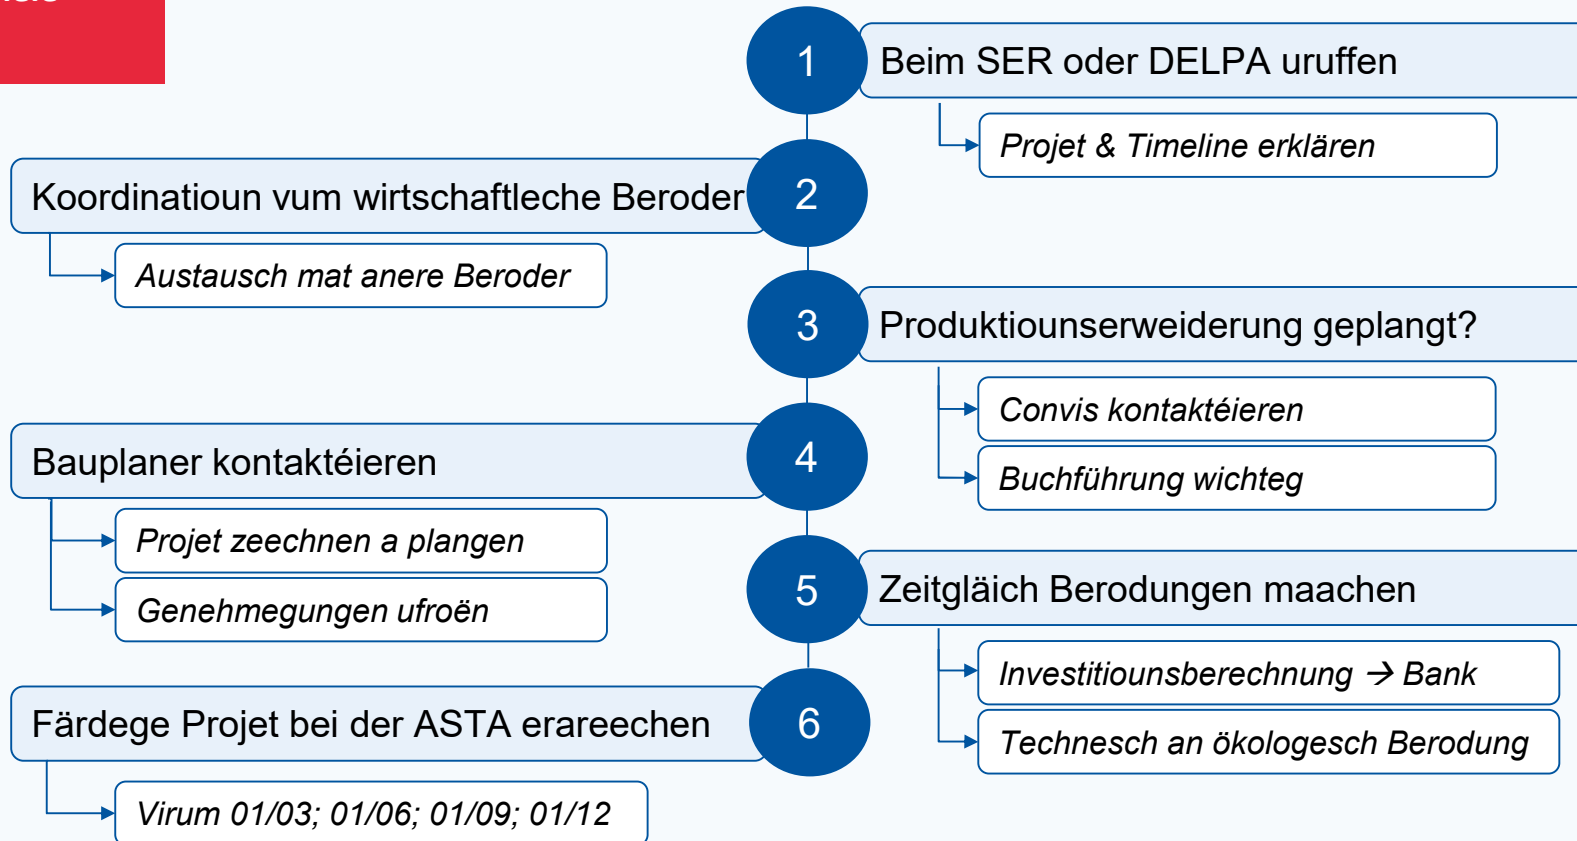 1
Beim SER oder DELPA uruffen
Projet & Timeline erklären
2
Koordinatioun vum wirtschaftleche Beroder
Austausch mat anere Beroder
3
Produktiounserweiderung geplangt?
Convis kontaktéieren
Buchführung wichteg
4
Bauplaner kontaktéieren
Projet zeechnen a plangen
Genehmegungen ufroën
5
Zeitgläich Berodungen maachen
Investitiounsberechnung → Bank
Technesch an ökologesch Berodung
6
Färdege Projet bei der ASTA erareechen
Virum 01/03; 01/06; 01/09; 01/12